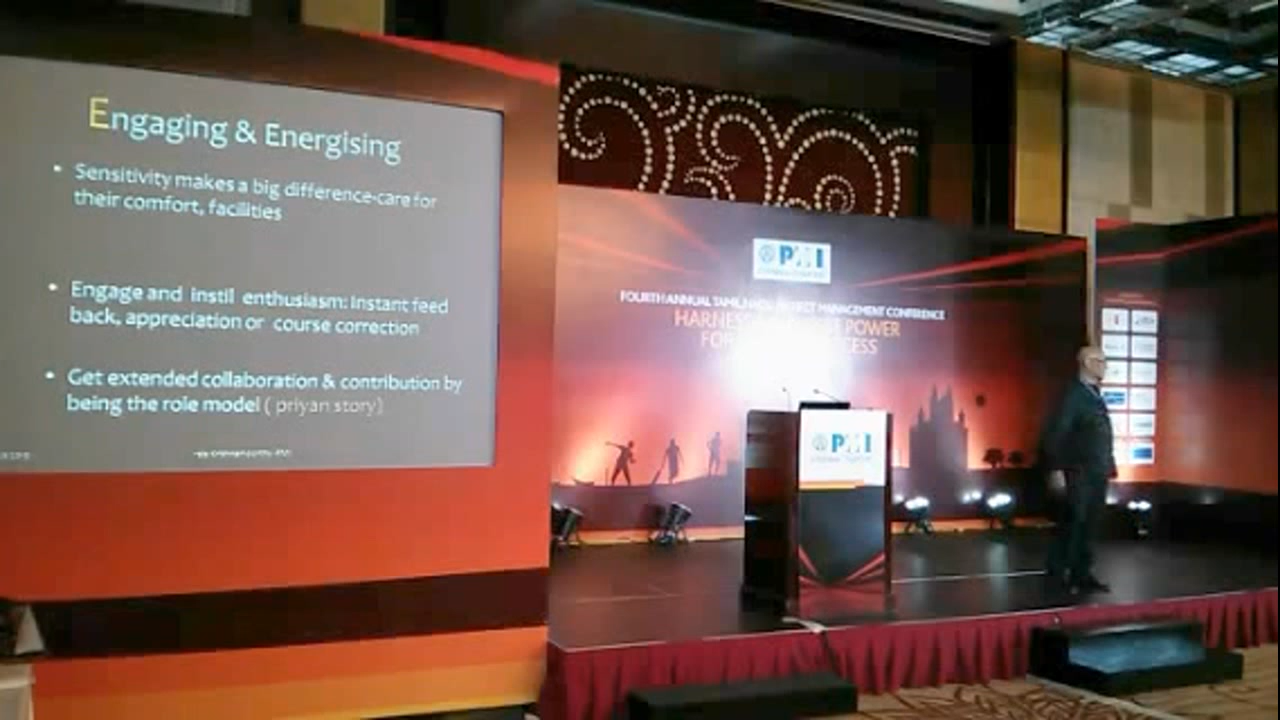 Engaging & Energising
• Sensitivity makes a big difference-care for
their comfort, facilities
• Engage and instil enthusiasm: Instant feed
back, appreciation or course correction
• Get extended collaboration & contribution by
being the role model ( priyan story)
PMI
FOURTH ANNUAL TAMIL NADU PROJECT MANAGEMENT CONFERENCE
POWER
FOR
PMI